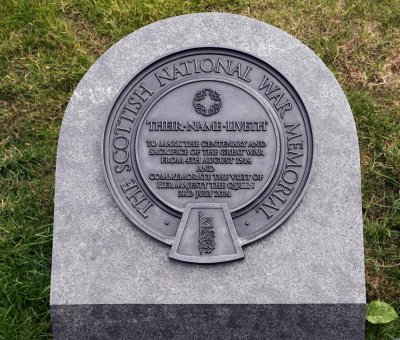 THE SCOTTISH NATIONAL WAR MEMORIAL
THEIR·NAME·LIVETH
TO MARK THE CENTENARY AND
SACRIFICE OF THE GREAT WAR
FROM 4TH AUGUST 1914
AND
COMMEMORATE THE VISIT OF
HER MAJESTY THE QUEEN
3RD JULY 2014